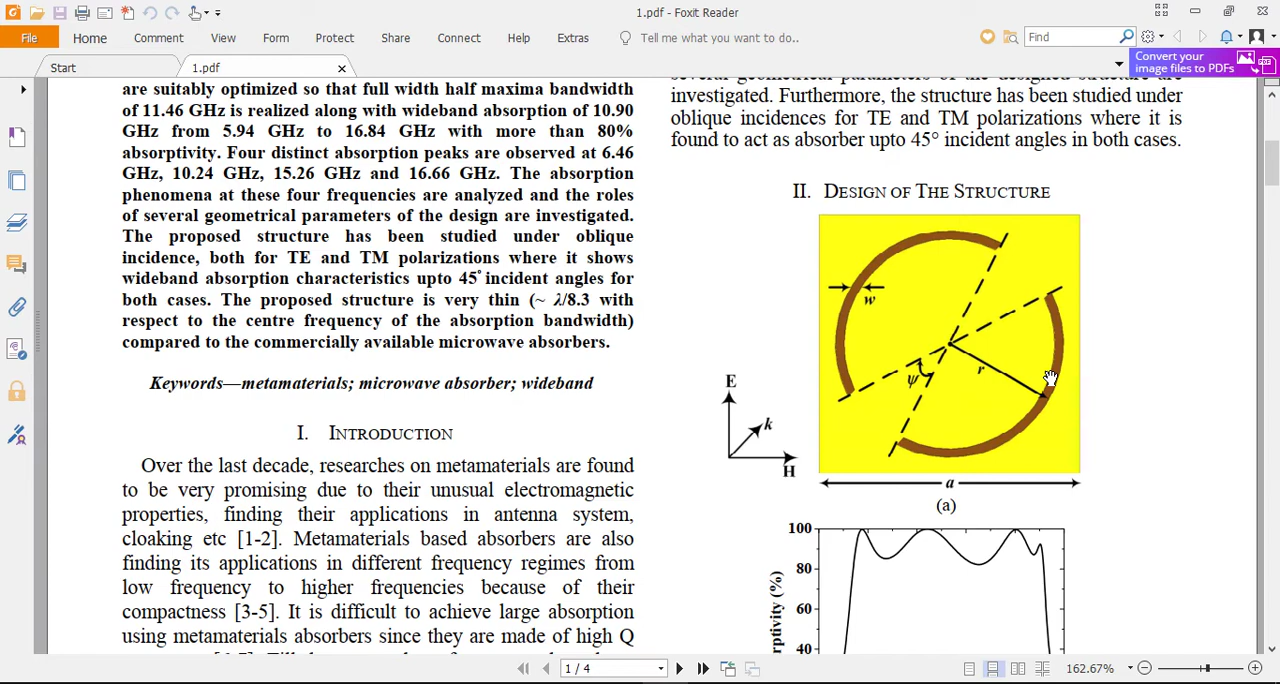 1.pdf - Foxit Reader
File Home Comment View Form Protect Share Connect Help Extras Tell me what you want to do.. Find
Start 1.pdf x
Convert your
image files to PDFs
are suitably optimized so that full width half maxima bandwidth
of 11.46 GHz is realized along with wideband absorption of 10.90
GHz from 5.94 GHz to 16.84 GHz with more than 80%
absorptivity. Four distinct absorption peaks are observed at 6.46
GHz, 10.24 GHz, 15.26 GHz and 16.66 GHz. The absorption
phenomena at these four frequencies are analyzed and the roles
of several geometrical parameters of the design are investigated.
The proposed structure has been studied under oblique
incidence, both for TE and TM polarizations where it shows
wideband absorption characteristics upto 45° incident angles for
both cases. The proposed structure is very thin (~ λ/8.3 with
respect to the centre frequency of the absorption bandwidth)
compared to the commercially available microwave absorbers.
Keywords—metamaterials; microwave absorber; wideband
I. INTRODUCTION
Over the last decade, researches on metamaterials are found
to be very promising due to their unusual electromagnetic
properties, finding their applications in antenna system,
cloaking etc [1-2]. Metamaterials based absorbers are also
finding its applications in different frequency regimes from
low frequency to higher frequencies because of their
compactness [3-5]. It is difficult to achieve large absorption
using metamaterials absorbers since they are made of high Q
several geometrical parameters of the designed structure are
investigated. Furthermore, the structure has been studied under
oblique incidences for TE and TM polarizations where it is
found to act as absorber upto 45° incident angles in both cases.
II. DESIGN OF THE STRUCTURE
w
ψ
r
E
k
H
a
(a)
100
80
60
40
rptivity (%)
1 / 4
162.67%